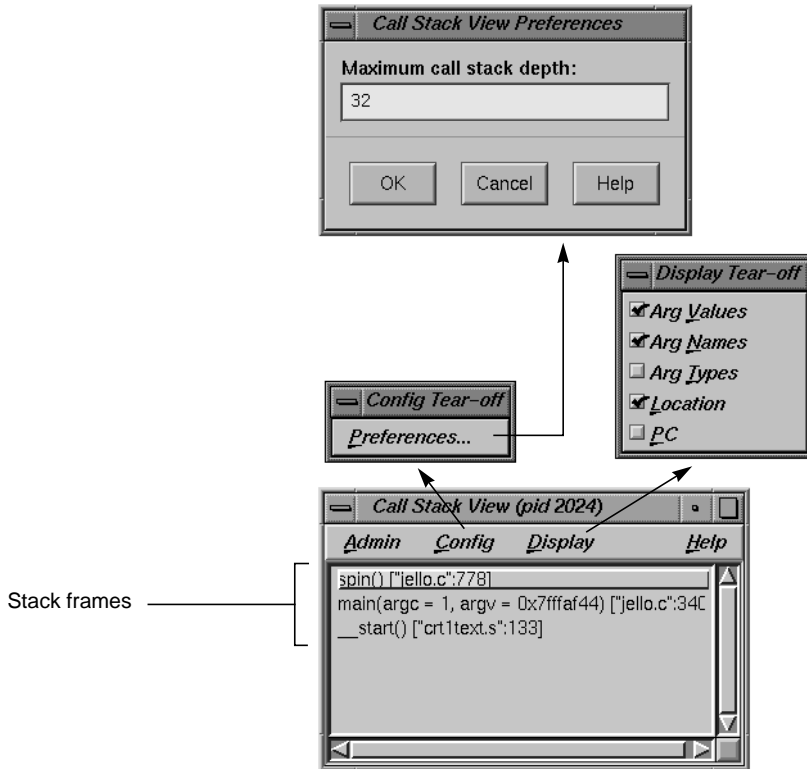 Call Stack View Preferences
Maximum call stack depth:
32
OK Cancel Help
Display Tear-off
Arg Values
Arg Names
Arg Types
Location
PC
Config Tear-off
Preferences...
Call Stack View (pid 2024)
Admin Config Display Help
Stack frames
spin() ["jello.c":778]
main(argc = 1, argv = 0x7fffaf44) ["jello.c":340
__start() ["crt1text.s":133]